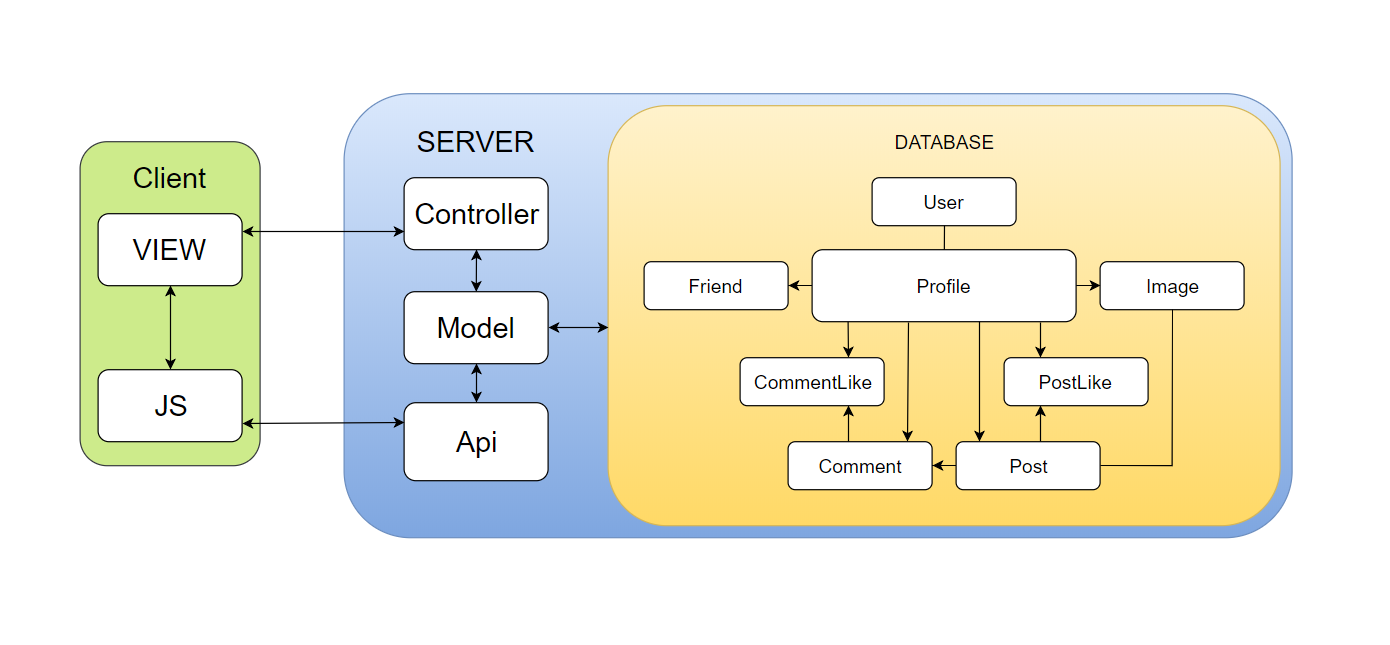 Client
VIEW
JS
SERVER
Controller
Model
Api
DATABASE
User
Friend
Profile
Image
CommentLike
PostLike
Comment
Post